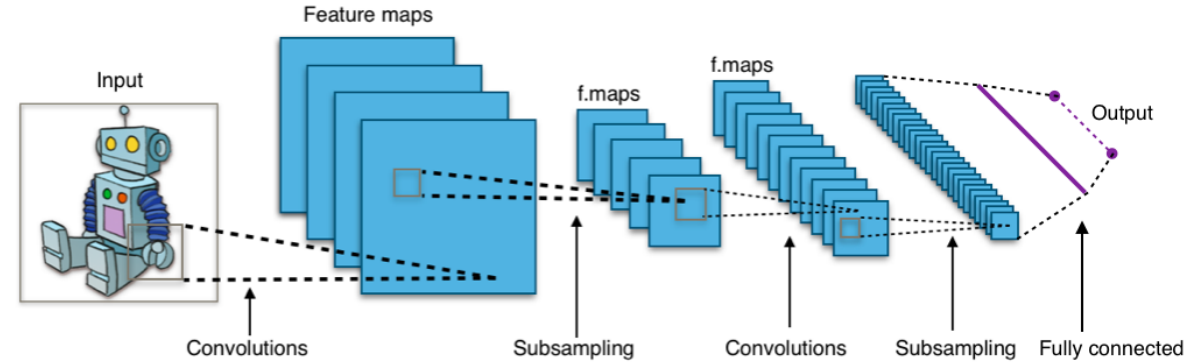 Feature maps
Input
f.maps
f.maps
Output
Convolutions
Subsampling
Convolutions
Subsampling
Fully connected